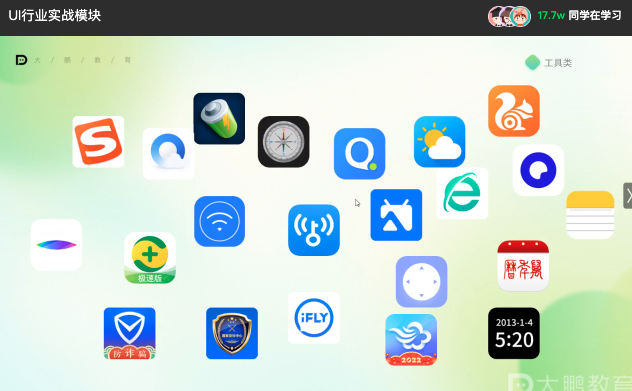 UI行业实战模块
17.7w 同学在学习
大 / 鹏 / 教 / 育
工具类
极速版
iFLY
防诈骗
2022
2013-1-4
5:20
大鹏教育